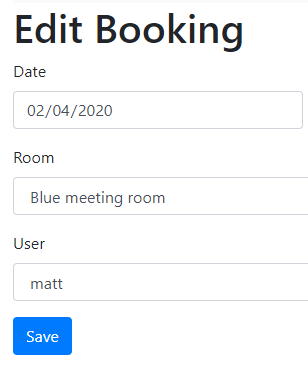 Edit Booking
Date
02/04/2020
Room
Blue meeting room
User
matt
Save